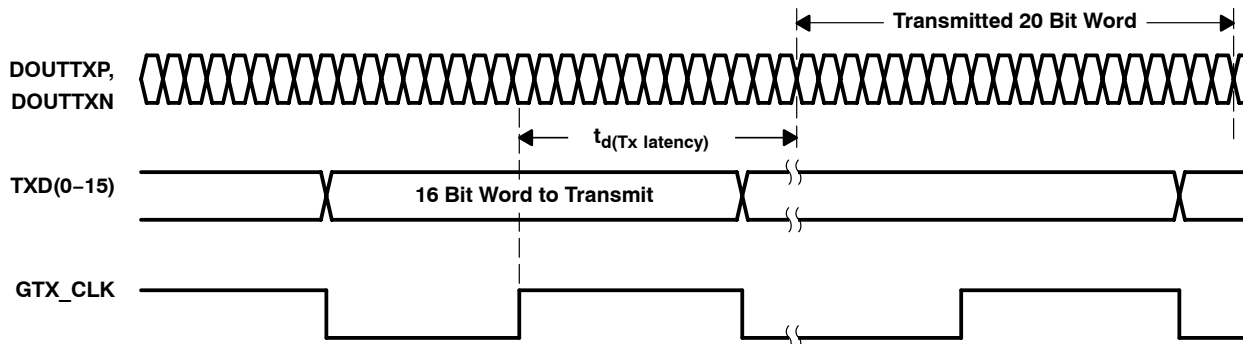 Transmitted 20 Bit Word
DOUTTXP,
DOUTTXN
td(Tx latency)
TXD(0–15)
16 Bit Word to Transmit
GTX_CLK